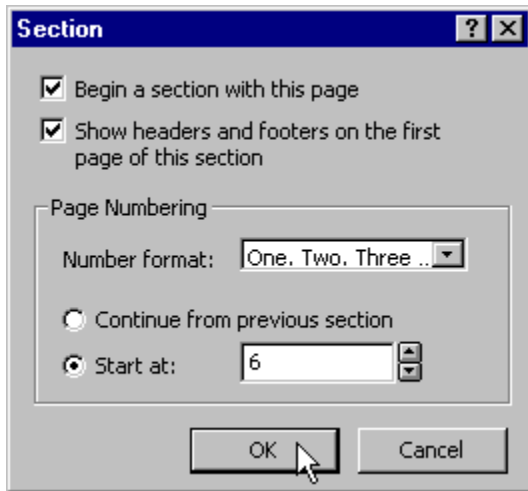 Section
Begin a section with this page
Show headers and footers on the first
page of this section
Page Numbering
Number format: One. Two. Three ..
Continue from previous section
Start at: 6
OK Cancel